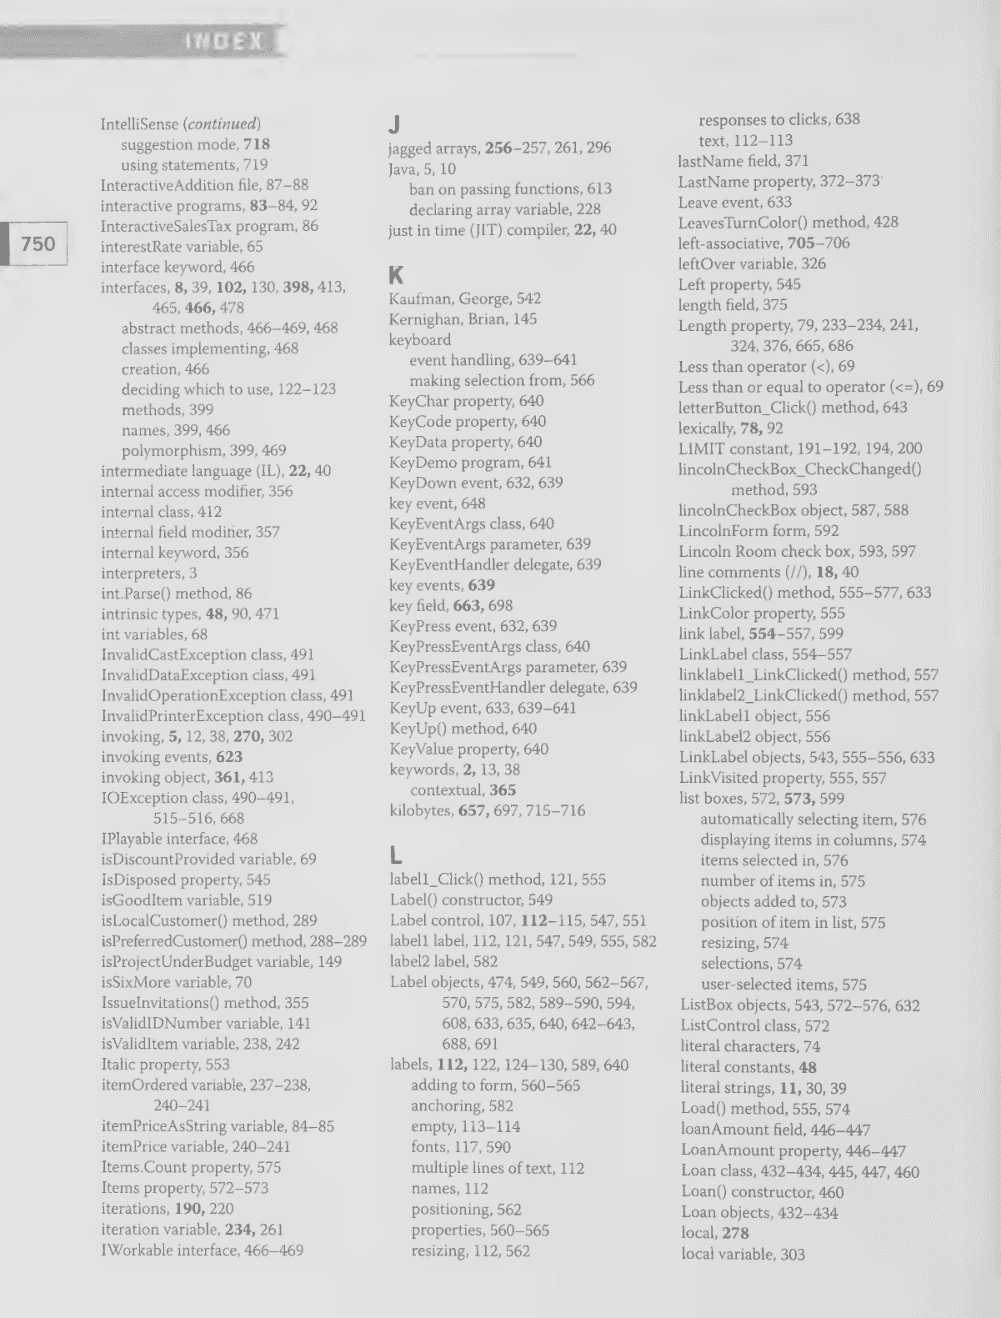 INDEX
750
IntelliSense (continued)
suggestion mode, 718
using statements, 719
InteractiveAddition file, 87–88
interactive programs, 83–84, 92
InteractiveSalesTax program, 86
interestRate variable, 65
interface keyword, 466
interfaces, 8, 39, 102, 130, 398, 413,
465, 466, 478
abstract methods, 466–469, 468
classes implementing, 468
creation, 466
deciding which to use, 122–123
methods, 399
names, 399, 466
polymorphism, 399, 469
intermediate language (IL), 22, 40
internal access modifier, 356
internal class, 412
internal field modifier, 357
internal keyword, 356
interpreters, 3
int.Parse() method, 86
intrinsic types, 48, 90, 471
int variables, 68
InvalidCastException class, 491
InvalidDataException class, 491
InvalidOperationException class, 491
InvalidPrinterException class, 490–491
invoking, 5, 12, 38, 270, 302
invoking events, 623
invoking object, 361, 413
IOException class, 490–491,
515–516, 668
IPlayable interface, 468
isDiscountProvided variable, 69
IsDisposed property, 545
isGoodItem variable, 519
isLocalCustomer() method, 289
isPreferredCustomer() method, 288–289
isProjectUnderBudget variable, 149
isSixMore variable, 70
IssueInvitations() method, 355
isValidIDNumber variable, 141
isValidItem variable, 238, 242
Italic property, 553
itemOrdered variable, 237–238,
240–241
itemPriceAsString variable, 84–85
itemPrice variable, 240–241
Items.Count property, 575
Items property, 572–573
iterations, 190, 220
iteration variable, 234, 261
IWorkable interface, 466–469
J
jagged arrays, 256–257, 261, 296
Java, 5, 10
ban on passing functions, 613
declaring array variable, 228
just in time (JIT) compiler, 22, 40
K
Kaufman, George, 542
Kernighan, Brian, 145
keyboard
event handling, 639–641
making selection from, 566
KeyChar property, 640
KeyCode property, 640
KeyData property, 640
KeyDemo program, 641
KeyDown event, 632, 639
key event, 648
KeyEventArgs class, 640
KeyEventArgs parameter, 639
KeyEventHandler delegate, 639
key events, 639
key field, 663, 698
KeyPress event, 632, 639
KeyPressEventArgs class, 640
KeyPressEventArgs parameter, 639
KeyPressEventHandler delegate, 639
KeyUp event, 633, 639–641
KeyUp() method, 640
KeyValue property, 640
keywords, 2, 13, 38
contextual, 365
kilobytes, 657, 697, 715–716
L
label1_Click() method, 121, 555
Label() constructor, 549
Label control, 107, 112–115, 547, 551
label1 label, 112, 121, 547, 549, 555, 582
label2 label, 582
Label objects, 474, 549, 560, 562–567,
570, 575, 582, 589–590, 594,
608, 633, 635, 640, 642–643,
688, 691
labels, 112, 122, 124–130, 589, 640
adding to form, 560–565
anchoring, 582
empty, 113–114
fonts, 117, 590
multiple lines of text, 112
names, 112
positioning, 562
properties, 560–565
resizing, 112, 562
responses to clicks, 638
text, 112–113
lastName field, 371
LastName property, 372–373
Leave event, 633
LeavesTurnColor() method, 428
left-associative, 705–706
leftOver variable, 326
Left property, 545
length field, 375
Length property, 79, 233–234, 241,
324, 376, 665, 686
Less than operator (<), 69
Less than or equal to operator (<=), 69
letterButton_Click() method, 643
lexically, 78, 92
LIMIT constant, 191–192, 194, 200
lincolnCheckBox_CheckChanged()
method, 593
lincolnCheckBox object, 587, 588
LincolnForm form, 592
Lincoln Room check box, 593, 597
line comments (//), 18, 40
LinkClicked() method, 555–577, 633
LinkColor property, 555
link label, 554–557, 599
LinkLabel class, 554–557
linklabel1_LinkClicked() method, 557
linklabel2_LinkClicked() method, 557
linkLabel1 object, 556
linkLabel2 object, 556
LinkLabel objects, 543, 555–556, 633
LinkVisited property, 555, 557
list boxes, 572, 573, 599
automatically selecting item, 576
displaying items in columns, 574
items selected in, 576
number of items in, 575
objects added to, 573
position of item in list, 575
resizing, 574
selections, 574
user-selected items, 575
ListBox objects, 543, 572–576, 632
ListControl class, 572
literal characters, 74
literal constants, 48
literal strings, 11, 30, 39
Load() method, 555, 574
loanAmount field, 446–447
LoanAmount property, 446–447
Loan class, 432–434, 445, 447, 460
Loan() constructor, 460
Loan objects, 432–434
local, 278
local variable, 303